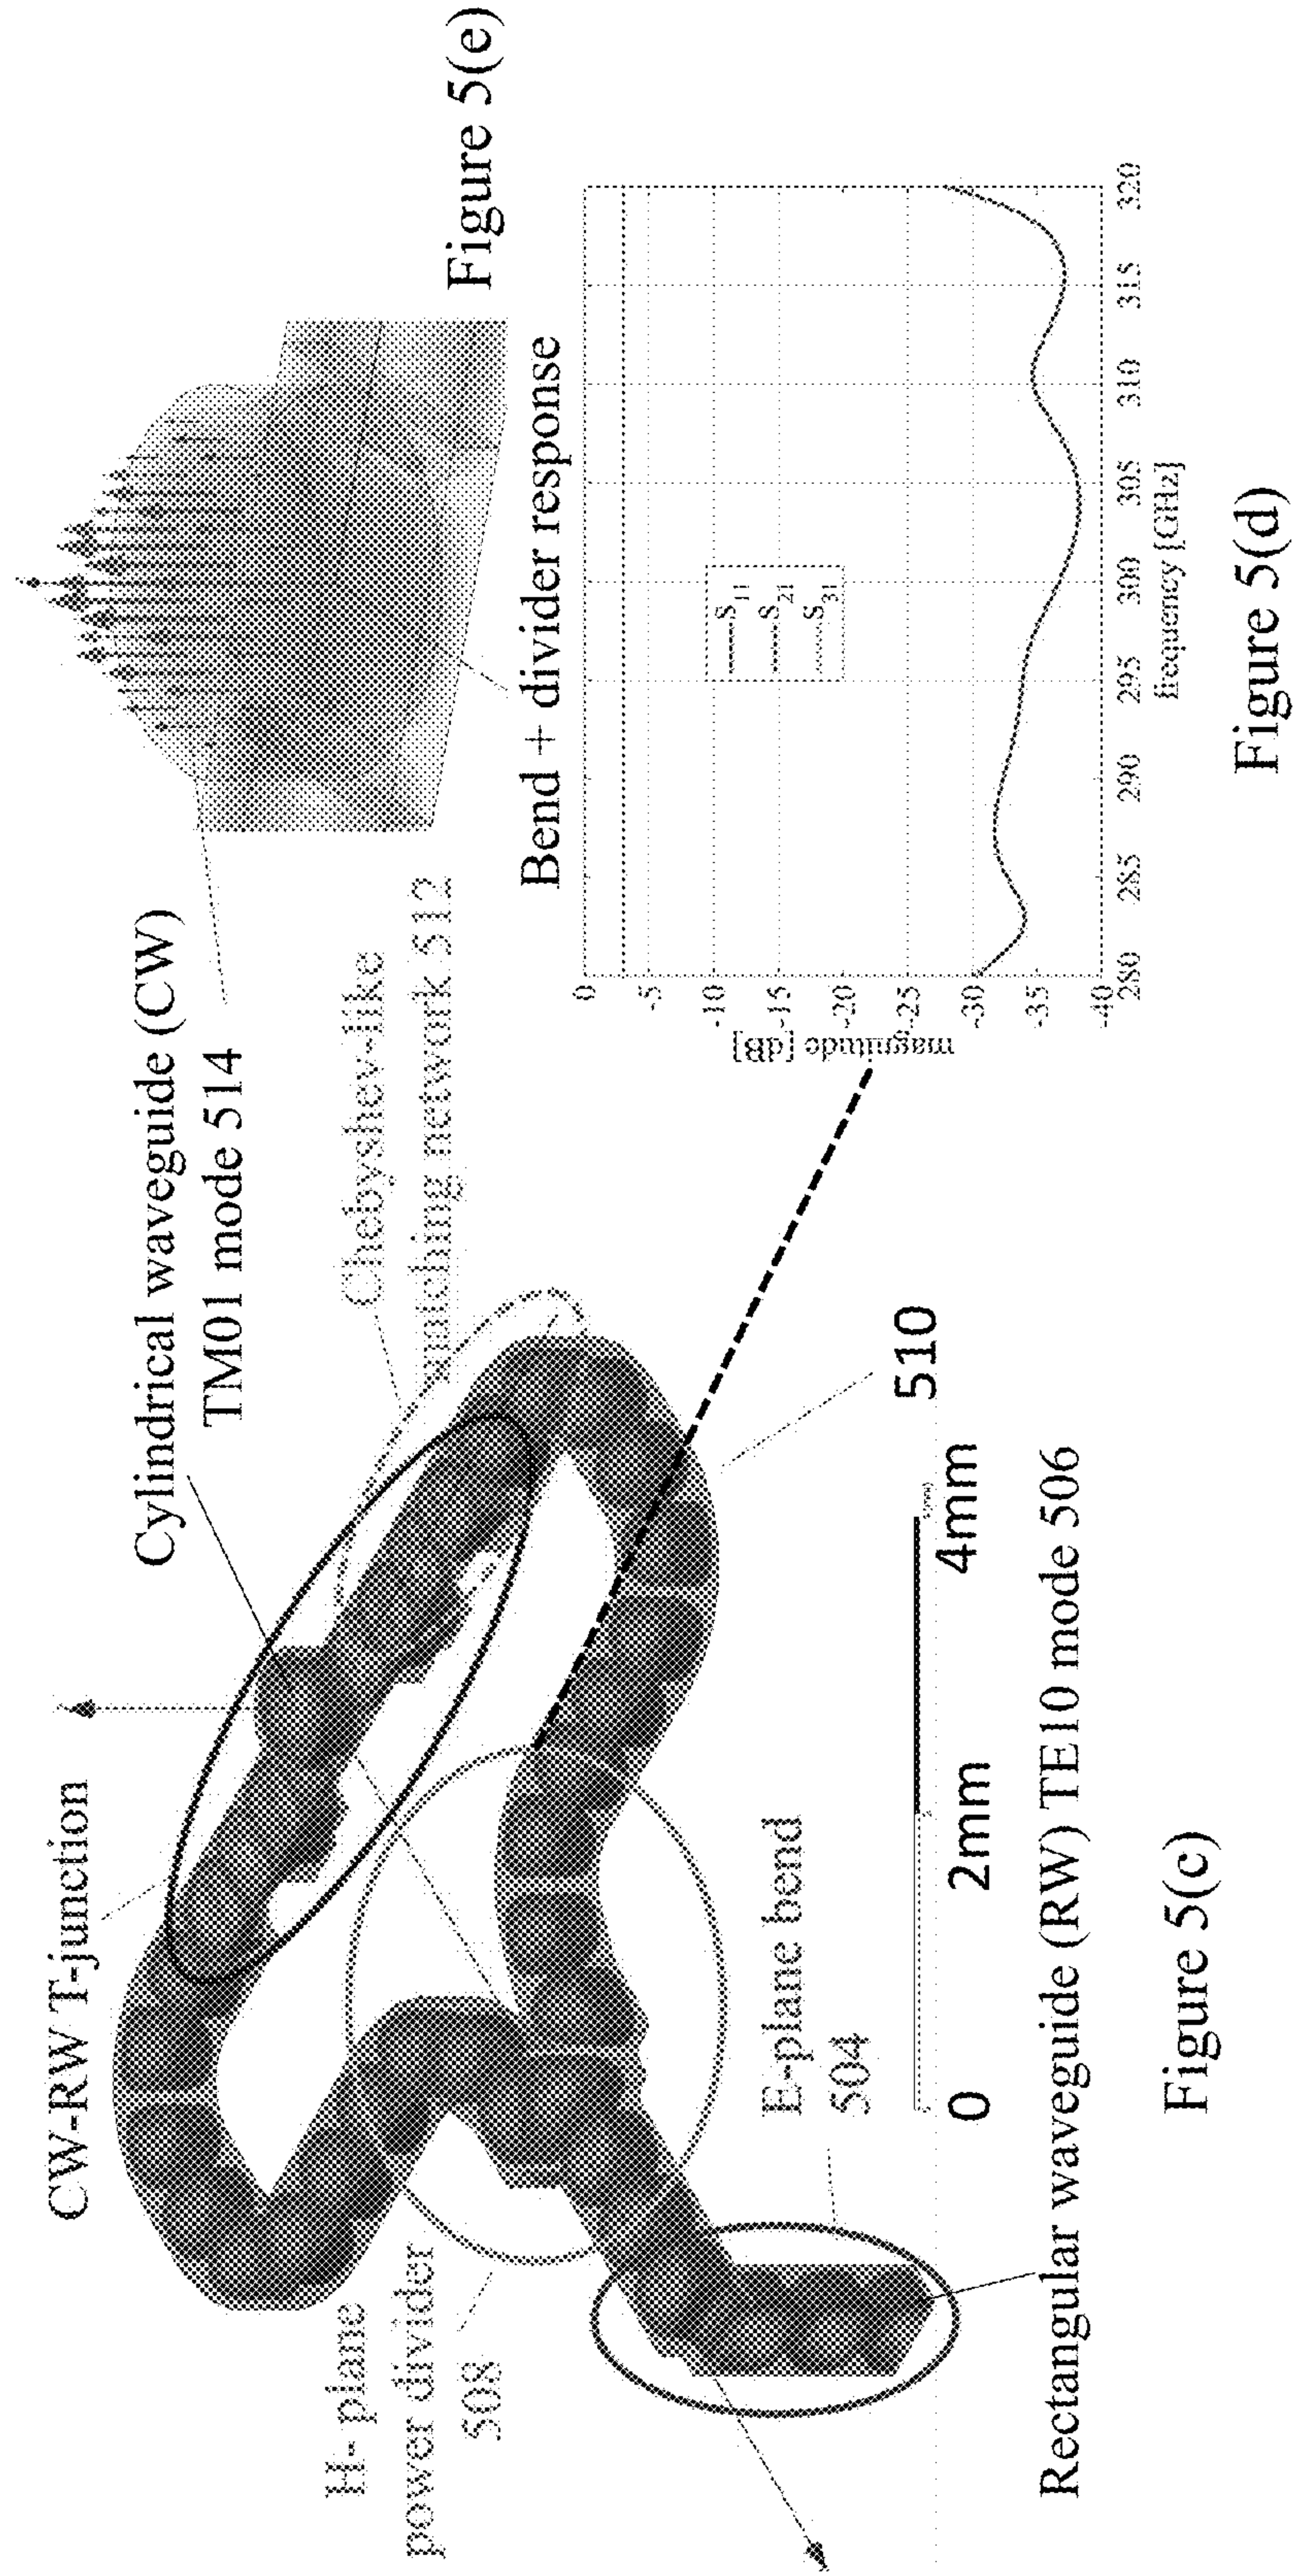 CW-RW T-junction
Cylindrical waveguide (CW)
TM01 mode 514
Chebyshev-like
matching network 512
H- plane
power divider
508
E-plane bend
504
510
0
2mm
4mm
Rectangular waveguide (RW) TE10 mode 506
Figure 5(c)
Figure 5(e)
Bend + divider response
magnitude [dB]
0
-5
-10
-15
-20
-25
-30
-35
-40
S11
S21
S31
280
285
290
295
300
305
310
315
320
frequency [GHz]
Figure 5(d)